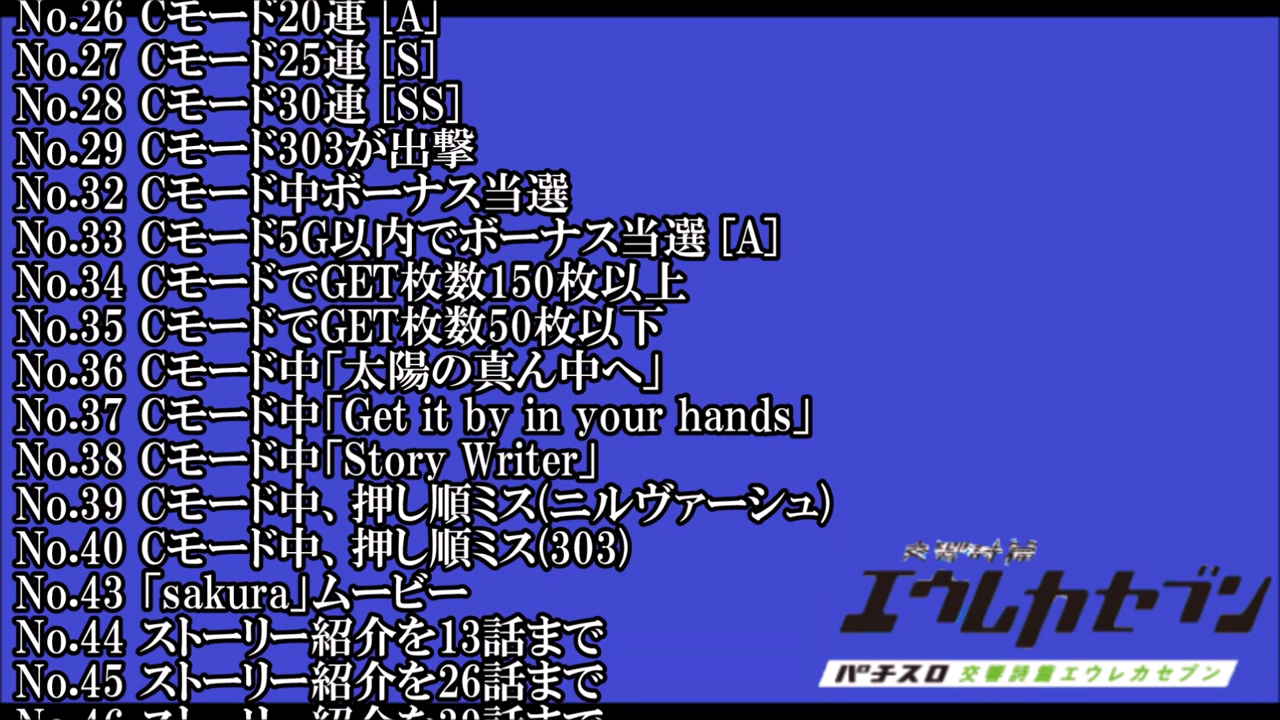 No.26 Cモード20連 [A]
No.27 Cモード25連 [S]
No.28 Cモード30連 [SS]
No.29 Cモード303が出撃
No.32 Cモード中ボーナス当選
No.33 Cモード5G以内でボーナス当選 [A]
No.34 CモードでGET枚数150枚以上
No.35 CモードでGET枚数50枚以下
No.36 Cモード中「太陽の真ん中へ」
No.37 Cモード中「Get it by in your hands」
No.38 Cモード中「Story Writer」
No.39 Cモード中、押し順ミス(ニルヴァーシュ)
No.40 Cモード中、押し順ミス(303)
No.43 「sakura」ムービー
No.44 ストーリー紹介を13話まで
No.45 ストーリー紹介を26話まで
エウレカセブン
パチスロ 交響詩篇エウレカセブン